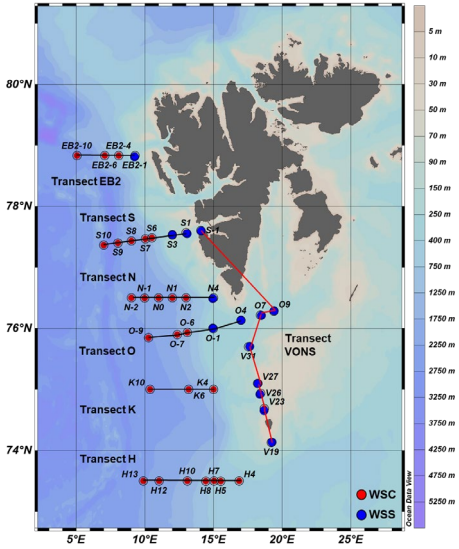 80°N
78°N
76°N
74°N
5°E 10°E 15°E 20°E 25°E
EB2-10 EB2-4
EB2-6 EB2-1
Transect EB2
Transect S
S10 S9 S8 S7 S6 S3 S1 S-1
Transect N
N-2 N-1 N0 N1 N2 N4
O-9 O-7 O-6 O-1 O4 O7 O9
Transect O
Transect
VONS
V31
V27
V26
V23
V19
K10 K4
K6
Transect K
Transect H
H13 H10 H7 H4
H12 H8 H5
WSC
WSS
Ocean Data View
5 m
10 m
30 m
50 m
70 m
90 m
150 m
250 m
400 m
750 m
1250 m
1750 m
2250 m
2750 m
3250 m
3750 m
4250 m
4750 m
5250 m